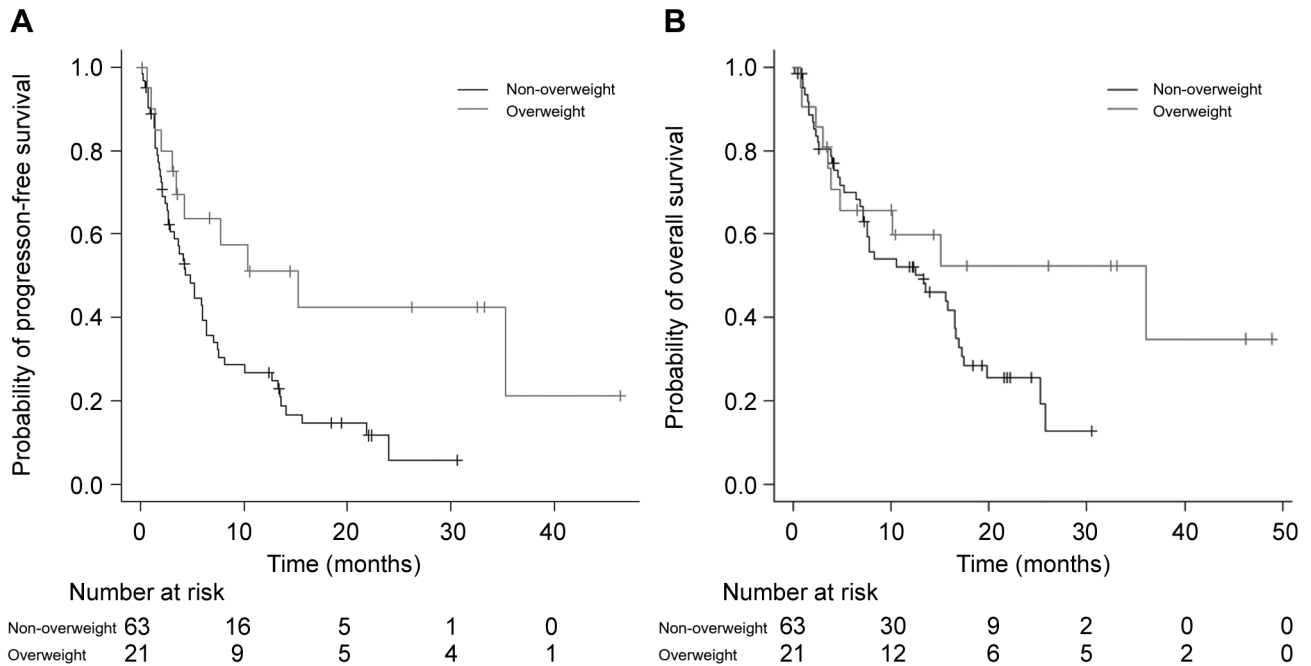 A
Probability of progresson-free survival
1.0
0.8
0.6
0.4
0.2
0.0
Non-overweight
Overweight
0 10 20 30 40
Time (months)
Number at risk
Non-overweight 63 16 5 1 0
Overweight 21 9 5 4 1
B
Probability of overall survival
1.0
0.8
0.6
0.4
0.2
0.0
Non-overweight
Overweight
0 10 20 30 40 50
Time (months)
Number at risk
Non-overweight 63 30 9 2 0 0
Overweight 21 12 6 5 2 0